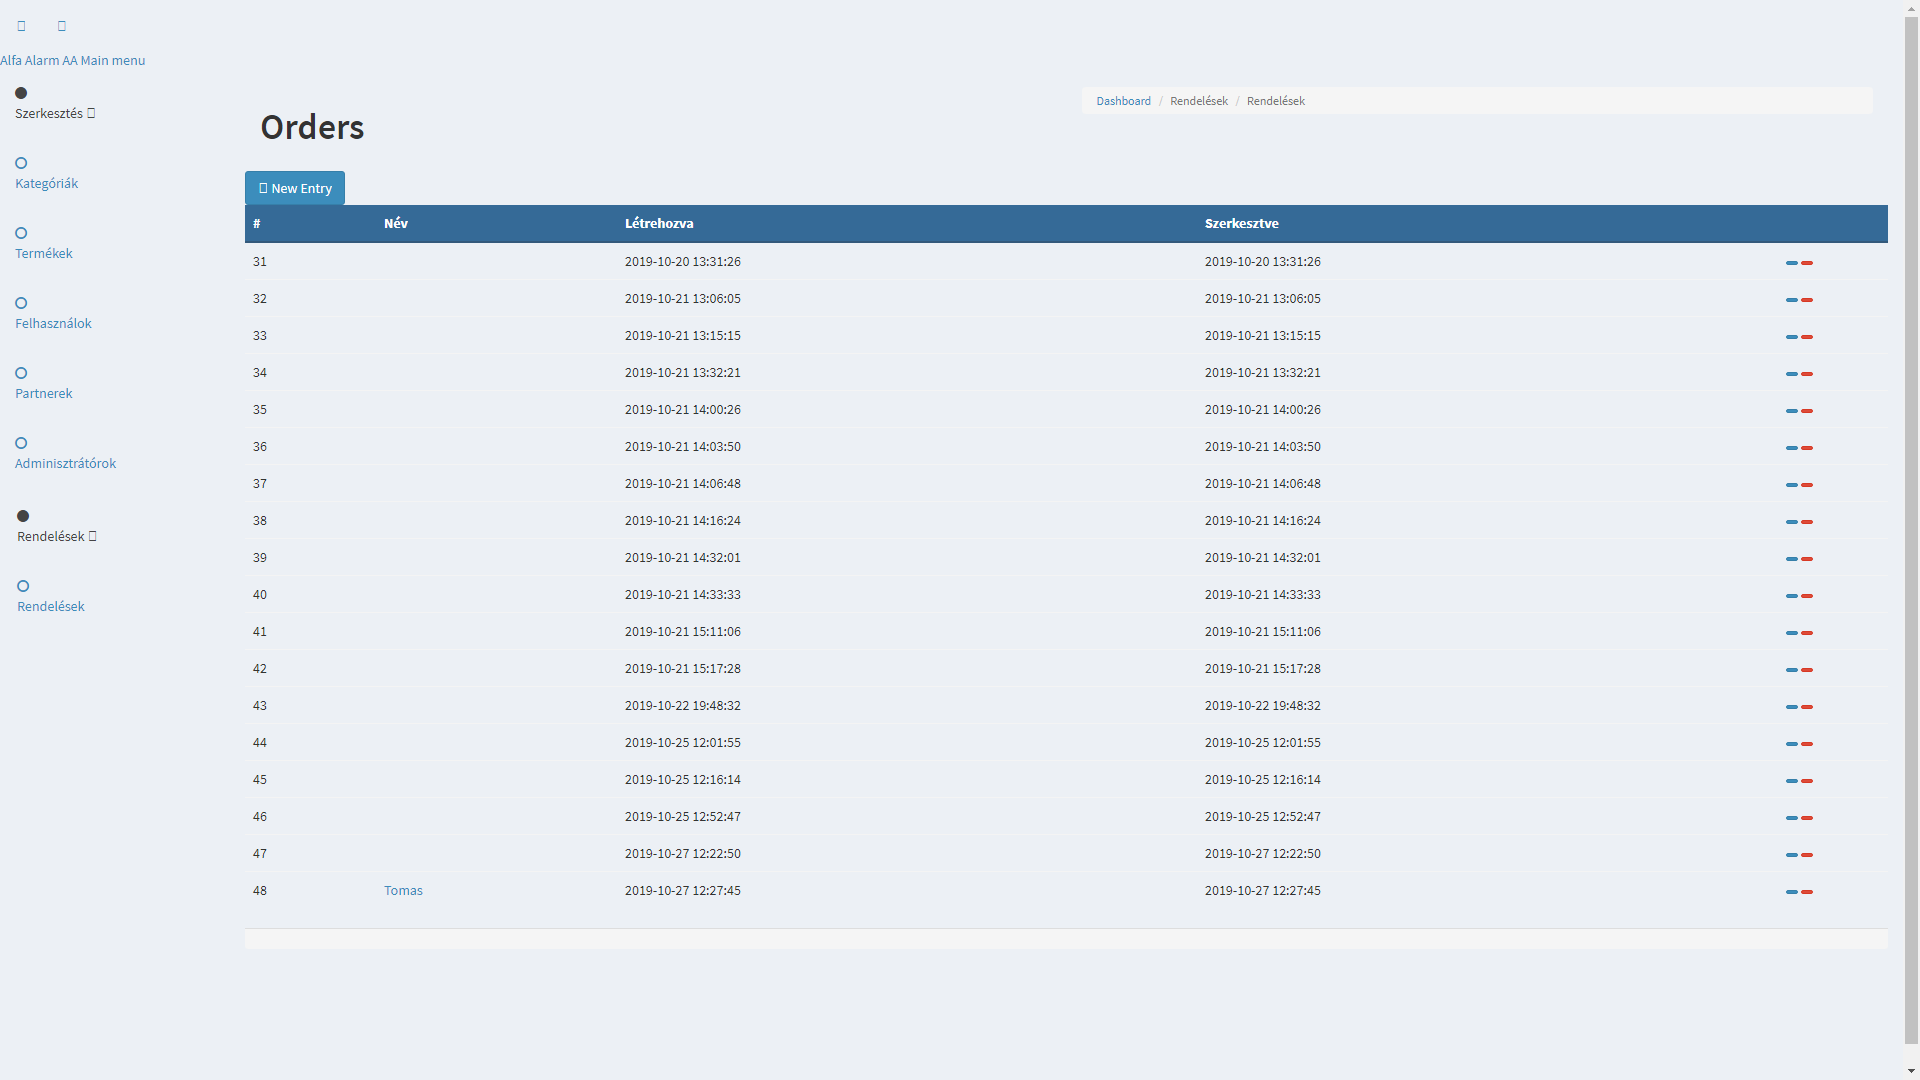 Alfa Alarm AA Main menu
Szerkesztés
Kategóriák
Termékek
Felhasználok
Partnerek
Adminisztrátórok
Rendelések
Rendelések
Dashboard / Rendelések / Rendelések
Orders
New Entry
# Név Létrehozva Szerkesztve
31 2019-10-20 13:31:26 2019-10-20 13:31:26
32 2019-10-21 13:06:05 2019-10-21 13:06:05
33 2019-10-21 13:15:15 2019-10-21 13:15:15
34 2019-10-21 13:32:21 2019-10-21 13:32:21
35 2019-10-21 14:00:26 2019-10-21 14:00:26
36 2019-10-21 14:03:50 2019-10-21 14:03:50
37 2019-10-21 14:06:48 2019-10-21 14:06:48
38 2019-10-21 14:16:24 2019-10-21 14:16:24
39 2019-10-21 14:32:01 2019-10-21 14:32:01
40 2019-10-21 14:33:33 2019-10-21 14:33:33
41 2019-10-21 15:11:06 2019-10-21 15:11:06
42 2019-10-21 15:17:28 2019-10-21 15:17:28
43 2019-10-22 19:48:32 2019-10-22 19:48:32
44 2019-10-25 12:01:55 2019-10-25 12:01:55
45 2019-10-25 12:16:14 2019-10-25 12:16:14
46 2019-10-25 12:52:47 2019-10-25 12:52:47
47 2019-10-27 12:22:50 2019-10-27 12:22:50
48 Tomas 2019-10-27 12:27:45 2019-10-27 12:27:45